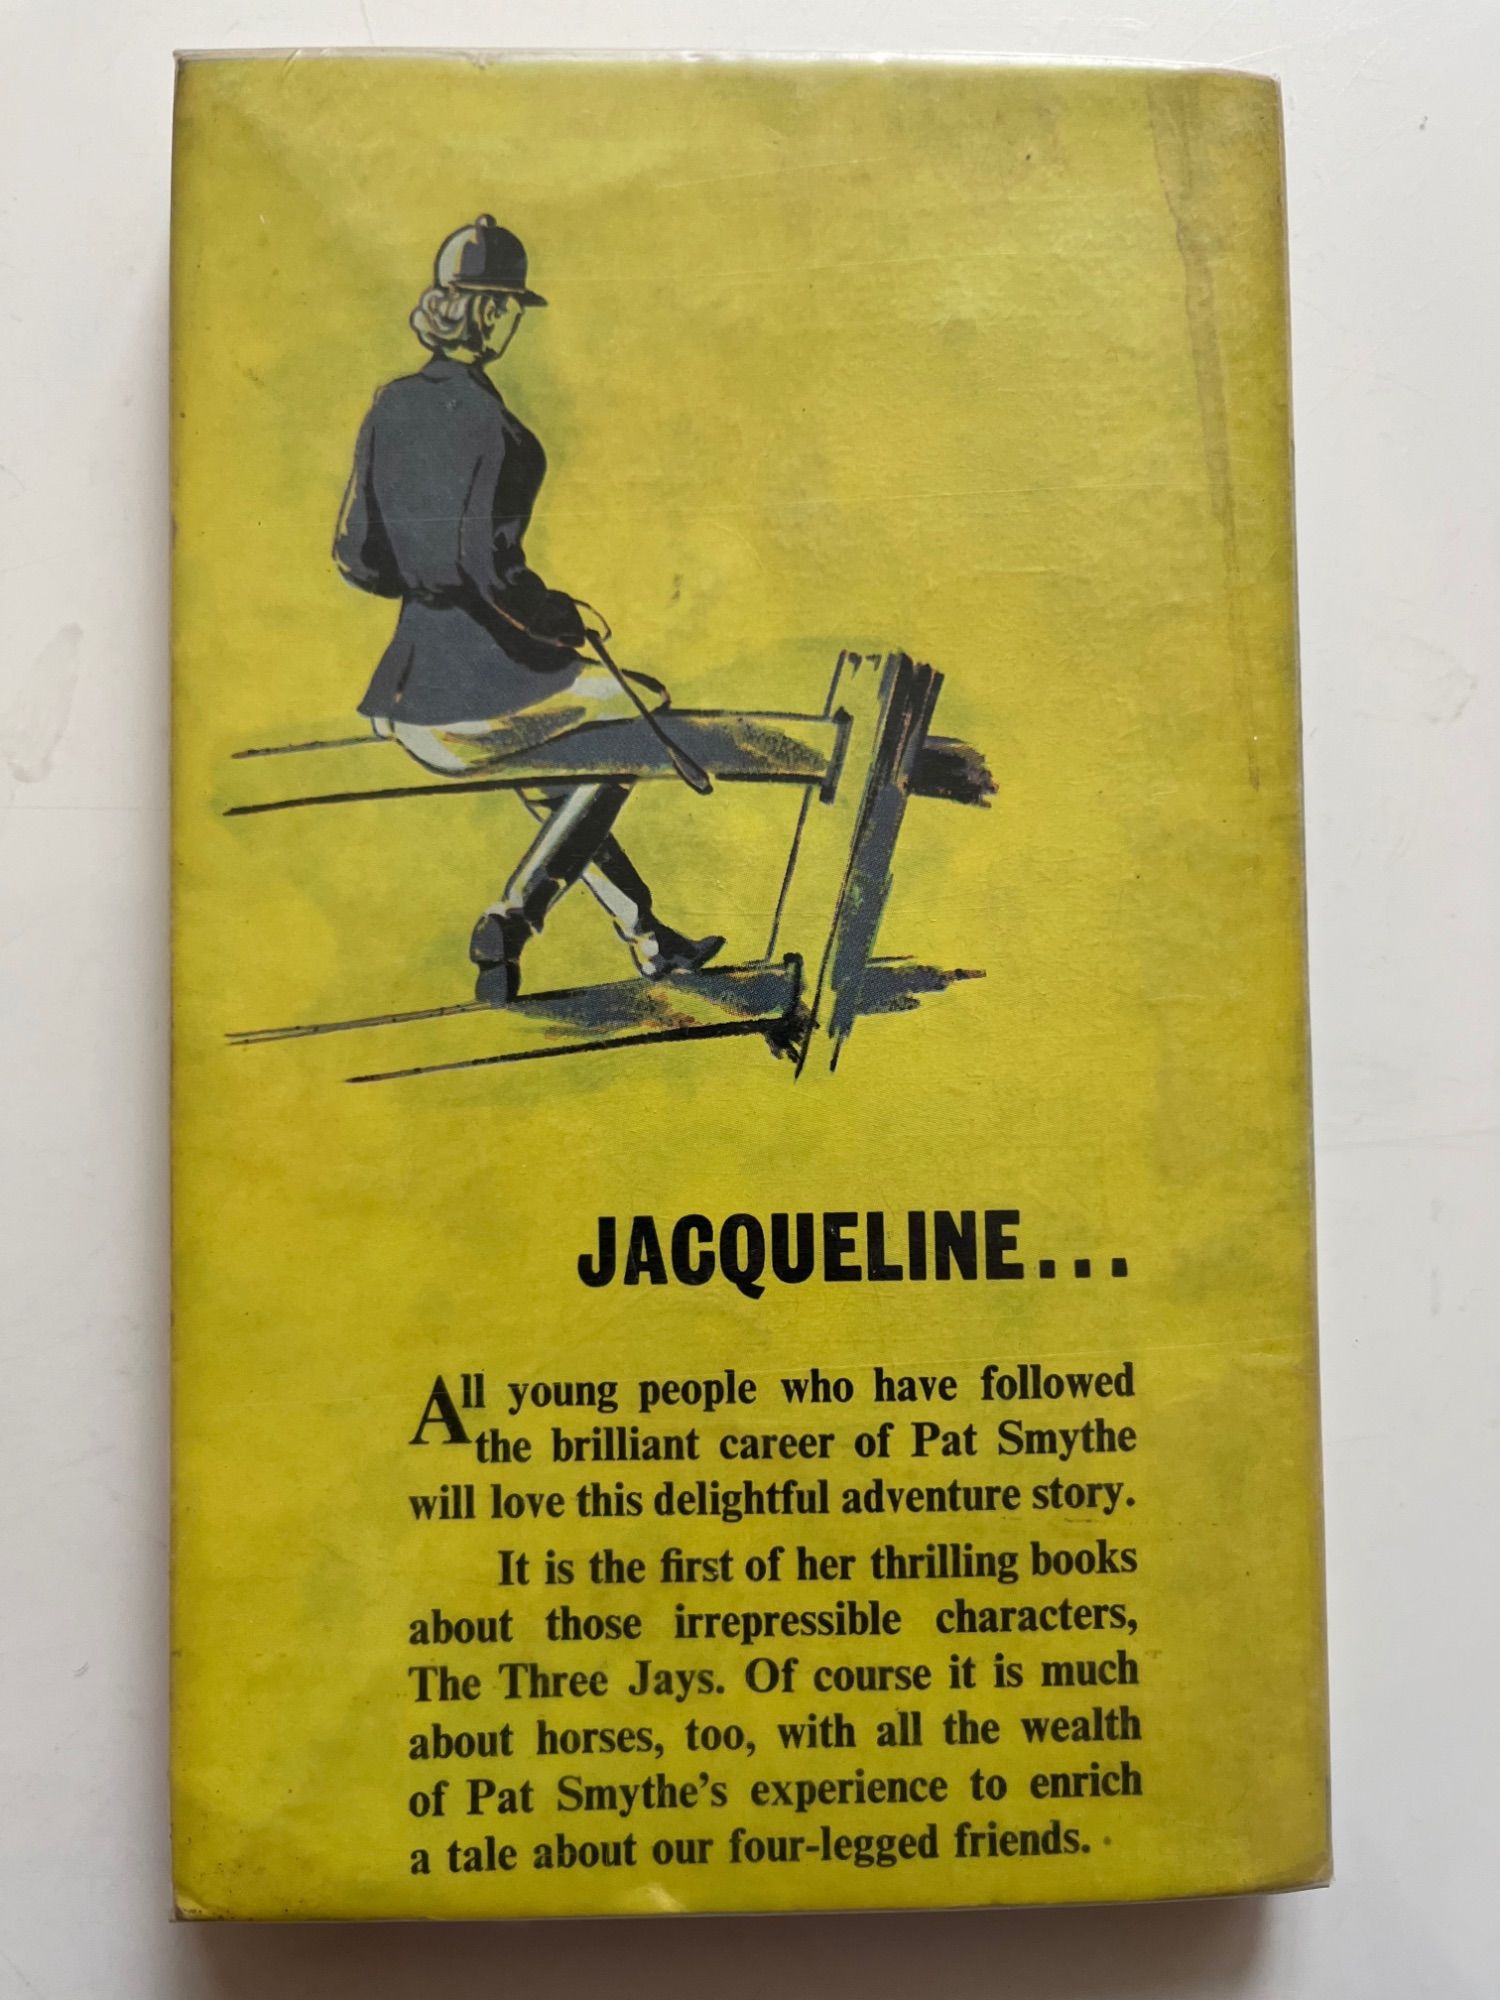 JACQUELINE...
All young people who have followed
the brilliant career of Pat Smythe
will love this delightful adventure story.
It is the first of her thrilling books
about those irrepressible characters,
The Three Jays. Of course it is much
about horses, too, with all the wealth
of Pat Smythe's experience to enrich
a tale about our four-legged friends.